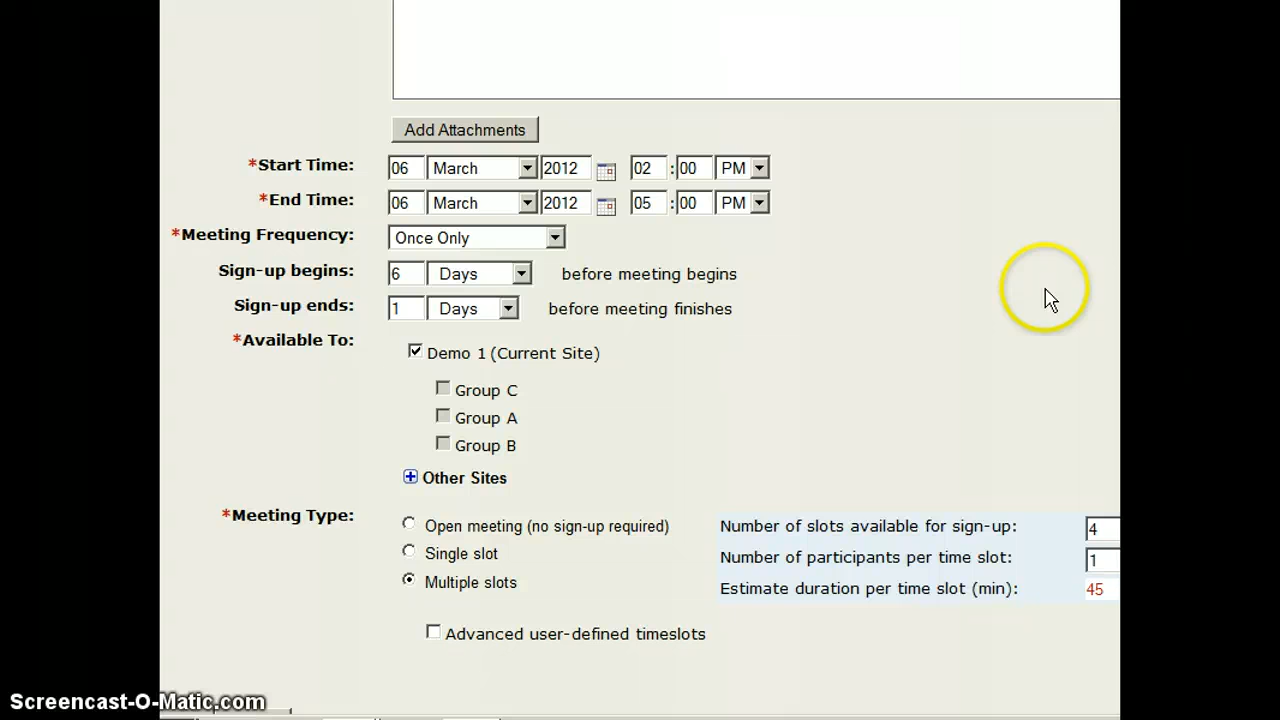 Add Attachments
*Start Time: 06 March 2012 02 : 00 PM
*End Time: 06 March 2012 05 : 00 PM
*Meeting Frequency: Once Only
Sign-up begins: 6 Days before meeting begins
Sign-up ends: 1 Days before meeting finishes
*Available To:
Demo 1 (Current Site)
Group C
Group A
Group B
Other Sites
*Meeting Type:
Open meeting (no sign-up required) Number of slots available for sign-up: 4
Single slot Number of participants per time slot: 1
Multiple slots Estimate duration per time slot (min): 45
Advanced user-defined timeslots
Screencast-O-Matic.com